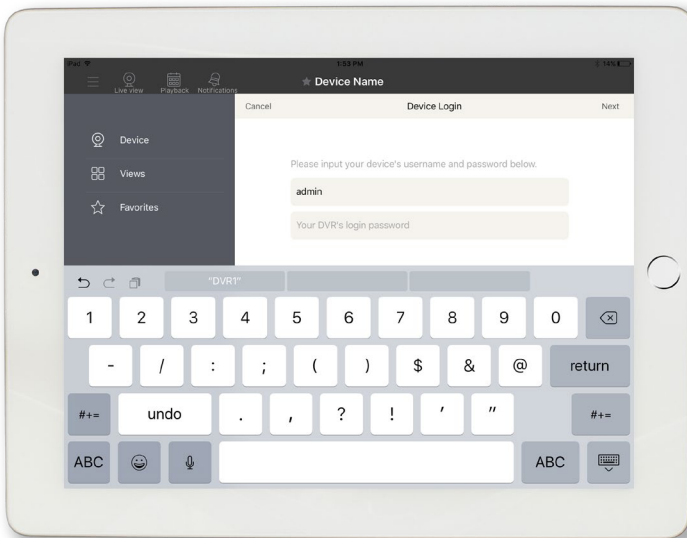 iPad 1:53 PM 14%
Live view Playback Notifications Device Name
Cancel Device Login Next
Device
Views
Favorites
Please input your device's username and password below.
admin
Your DVR's login password
"DVR1"
1 2 3 4 5 6 7 8 9 0
- / : ; ( ) $ & @ return
#+= undo . , ? ! ' " #+=
ABC ABC